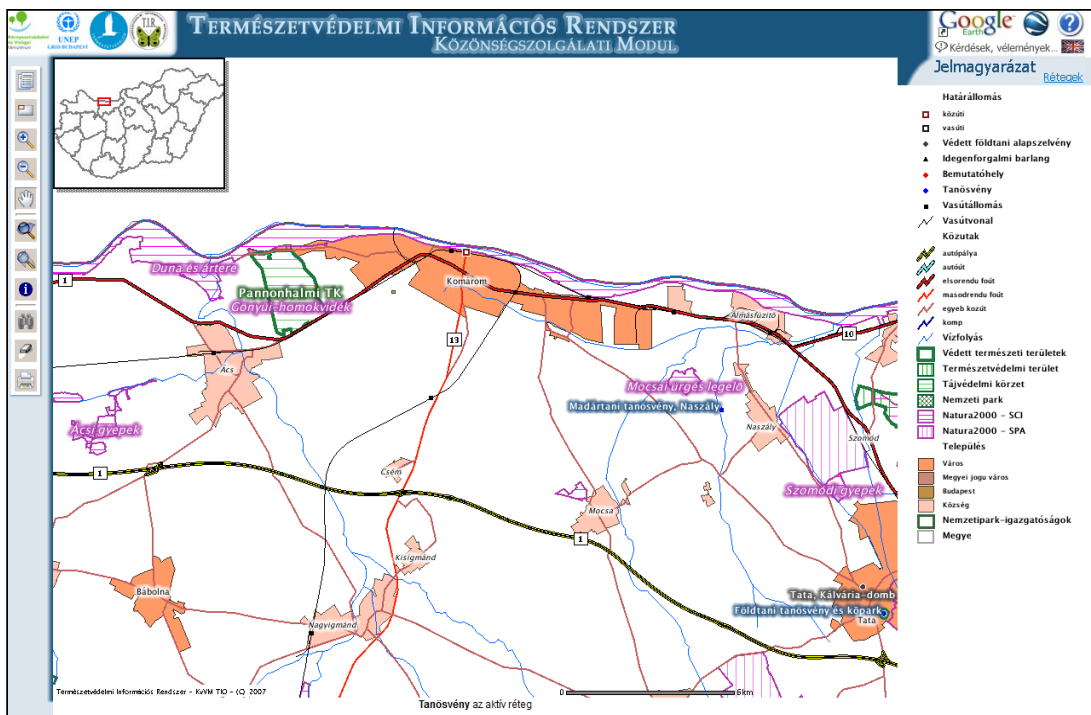 UNEP
GRID-BUDAPEST
T.I.R.
TERMÉSZETVÉDELMI INFORMÁCIÓS RENDSZER
KÖZÖNSÉGSZOLGÁLATI MODUL
Google
Earth
Kérdések, vélemények...
Jelmagyarázat
Rétegek
Határállomás
közúti
vasúti
Védett földtani alapszelvény
Idegenforgalmi barlang
Bemutatóhely
Tanösvény
Vasútállomás
Vasútvonal
Közutak
autópálya
autóút
elsorendu foút
masodrendu foút
egyeb kozút
komp
Vízfolyás
Védett természeti területek
Természetvédelmi terület
Tájvédelmi körzet
Nemzeti park
Natura2000 - SCI
Natura2000 - SPA
Település
Város
Megyei jogu város
Budapest
Község
Nemzetipark-igazgatóságok
Megye
Duna és ártere
1
Pannonhalmi TK
Gönyűi-homokvidék
Komárom
Almásfüzitő
10
13
Ács
Mocsai ürgés legelő
Madártani tanösvény, Naszály
Ácsi gyepek
Naszály
Szomód
1
Csém
Szomódi gyepek
Mocsa
1
Kisigmánd
Bábolna
Tata, Kálvária-domb
Földtani tanösvény és kőpark
Tata
Nagyigmánd
Természetvédelmi Információs Rendszer - KvVM TIO - (C) 2007
0
6km
Tanösvény az aktív réteg